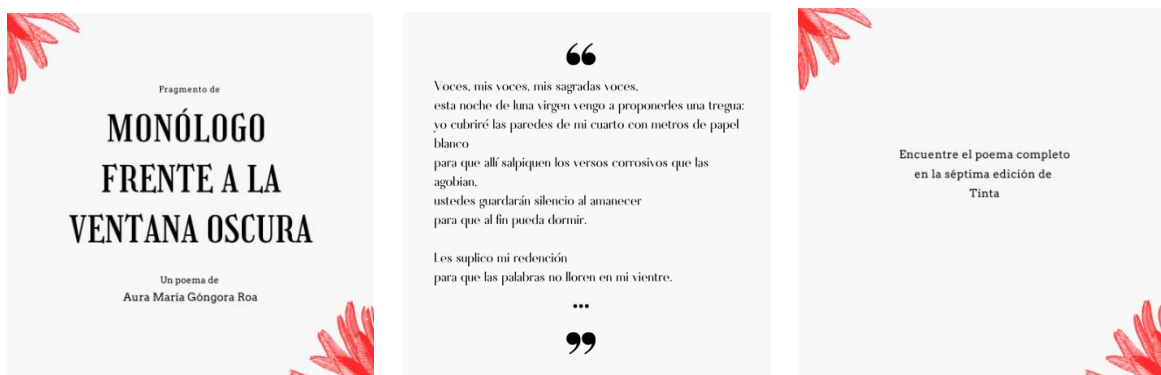 Fragmento de
MONÓLOGO
FRENTE A LA
VENTANA OSCURA
Un poema de
Aura María Góngora Roa
“
Voces, mis voces, mis sagradas voces,
esta noche de luna virgen vengo a proponerles una tregua:
yo cubriré las paredes de mi cuarto con metros de papel
blanco
para que allí salpiquen los versos corrosivos que las
agobian,
ustedes guardarán silencio al amanecer
para que al fin pueda dormir.
Les suplico mi redención
para que las palabras no lloren en mi vientre.
...
”
Encuentre el poema completo
en la séptima edición de
Tinta